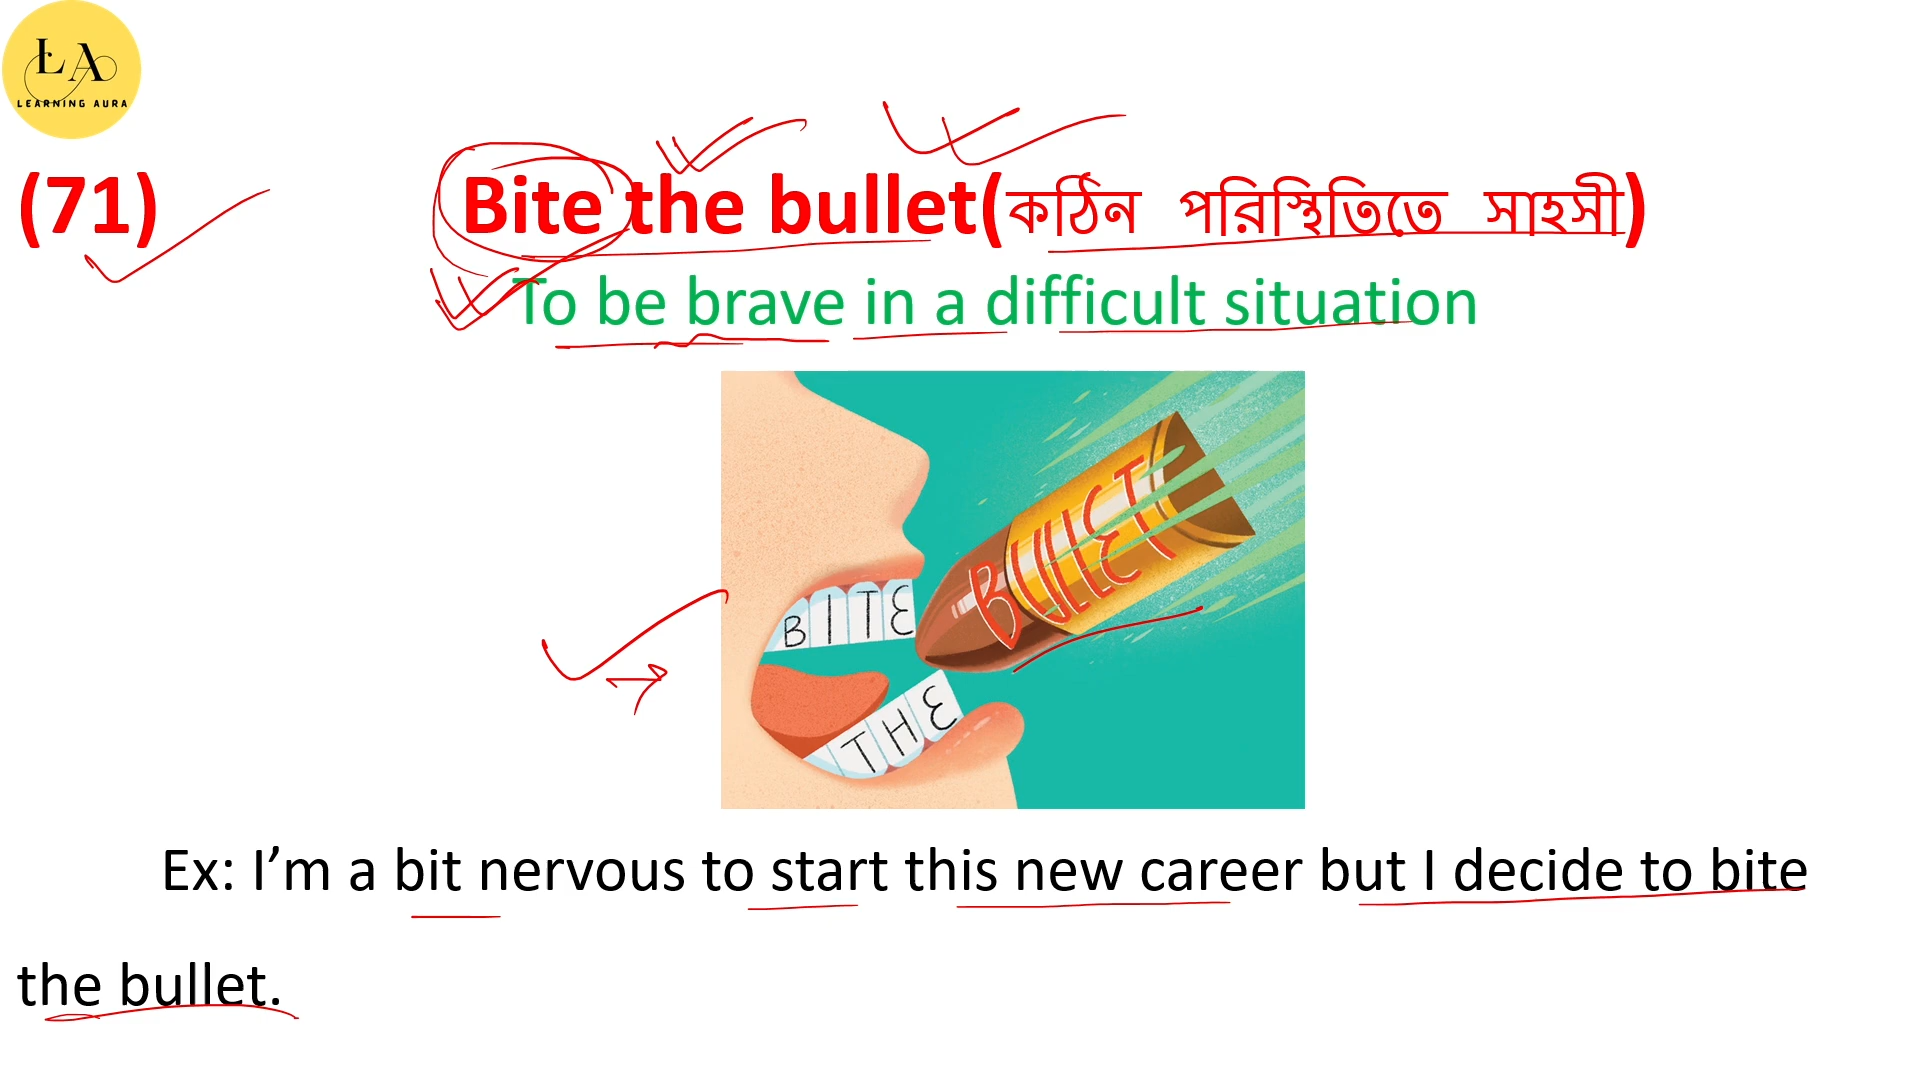 LA
LEARNING AURA
(71) Bite the bullet(কঠিন পরিস্থিতিতে সাহসী)
To be brave in a difficult situation
BITE
BULLET
THE
Ex: I’m a bit nervous to start this new career but I decide to bite
the bullet.